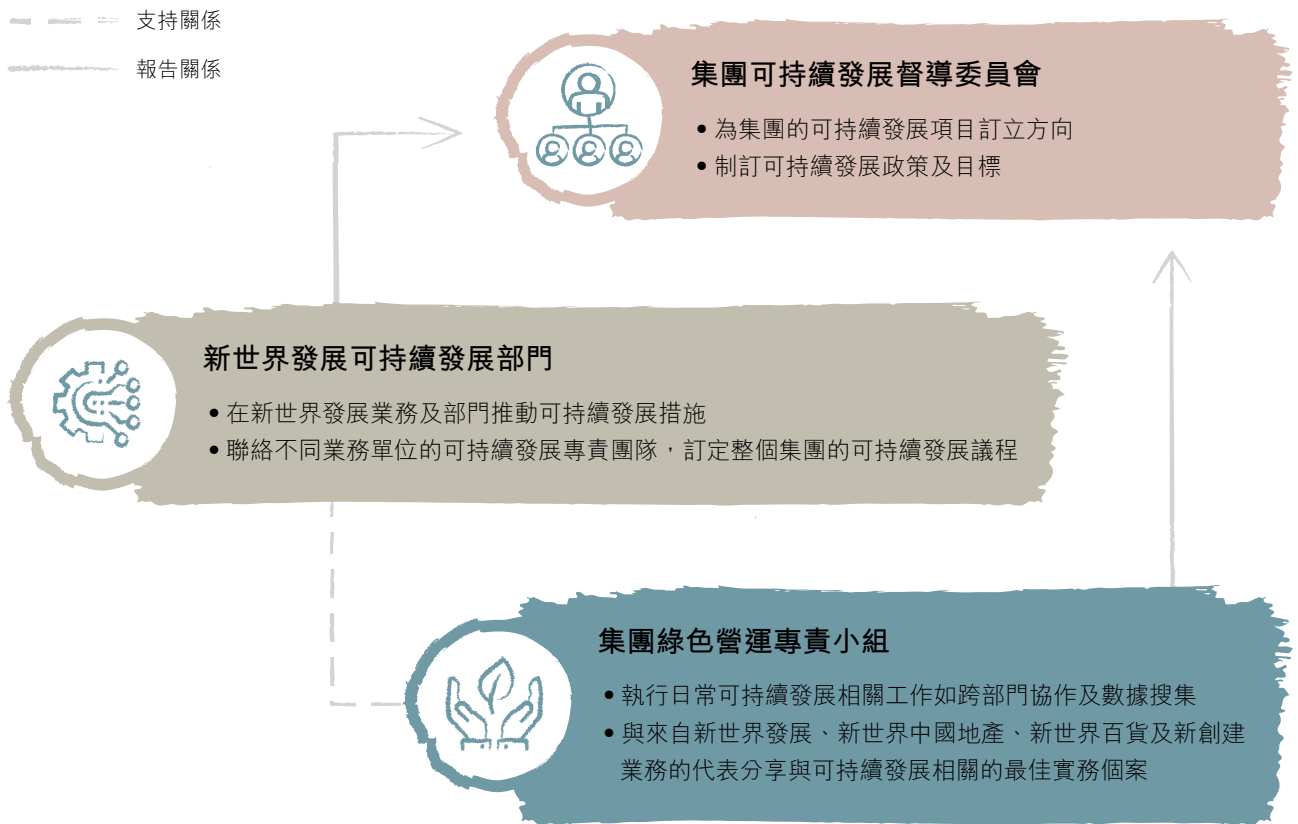 支持關係
報告關係
集團可持續發展督導委員會
• 為集團的可持續發展項目訂立方向
• 制訂可持續發展政策及目標
新世界發展可持續發展部門
• 在新世界發展業務及部門推動可持續發展措施
• 聯絡不同業務單位的可持續發展專責團隊，訂定整個集團的可持續發展議程
集團綠色營運專責小組
• 執行日常可持續發展相關工作如跨部門協作及數據搜集
• 與來自新世界發展、新世界中國地產、新世界百貨及新創建
業務的代表分享與可持續發展相關的最佳實務個案